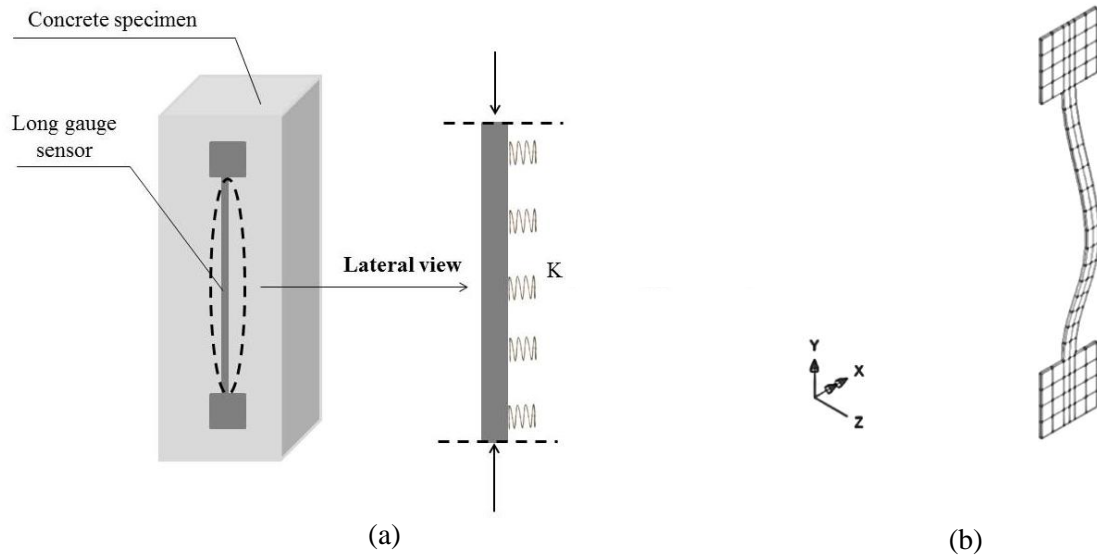 Concrete specimen
Long gauge
sensor
Lateral view
K
Y
X
Z
(a)
(b)